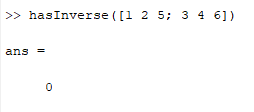 >> hasInverse([1 2 5; 3 4 6])
ans =
0